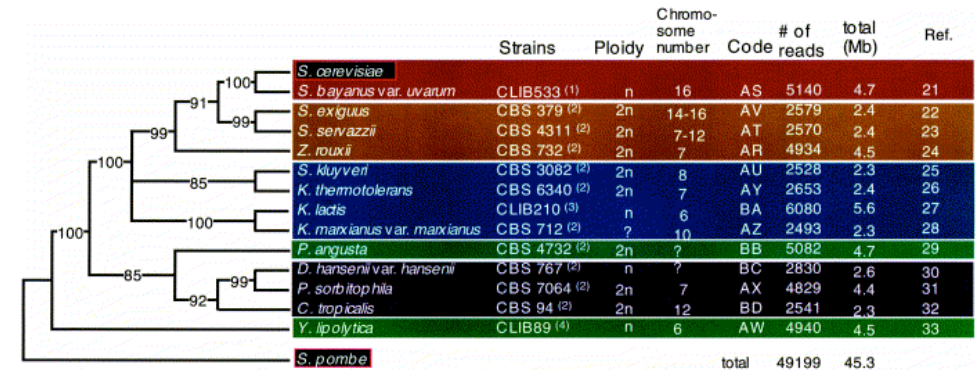 Strains Ploidy Chromo-some number Code # of reads total (Mb) Ref.
S. cerevisiae
100 S. bayanus var. uvarum CLIB533 (1) n 16 AS 5140 4.7 21
91
S. exiguus CBS 379 (2) 2n 14-16 AV 2579 2.4 22
99 S. servazzii CBS 4311 (2) 2n 7-12 AT 2570 2.4 23
99
Z. rouxii CBS 732 (2) 2n 7 AR 4934 4.5 24
100
S. kluyveri CBS 3082 (2) 2n 8 AU 2528 2.3 25
85 K. thermotolerans CBS 6340 (2) 2n 7 AY 2653 2.4 26
K. lactis CLIB210 (3) n 6 BA 6080 5.6 27
100 K. marxianus var. marxianus CBS 712 (2) ? 10 AZ 2493 2.3 28
100
P. angusta CBS 4732 (2) 2n ? BB 5082 4.7 29
85 D. hansenii var. hansenii CBS 767 (2) n ? BC 2830 2.6 30
99 P. sorbitophila CBS 7064 (2) 2n 7 AX 4829 4.4 31
92 C. tropicalis CBS 94 (2) 2n 12 BD 2541 2.3 32
Y. lipolytica CLIB89 (4) n 6 AW 4940 4.5 33
S. pombe
total 49199 45.3